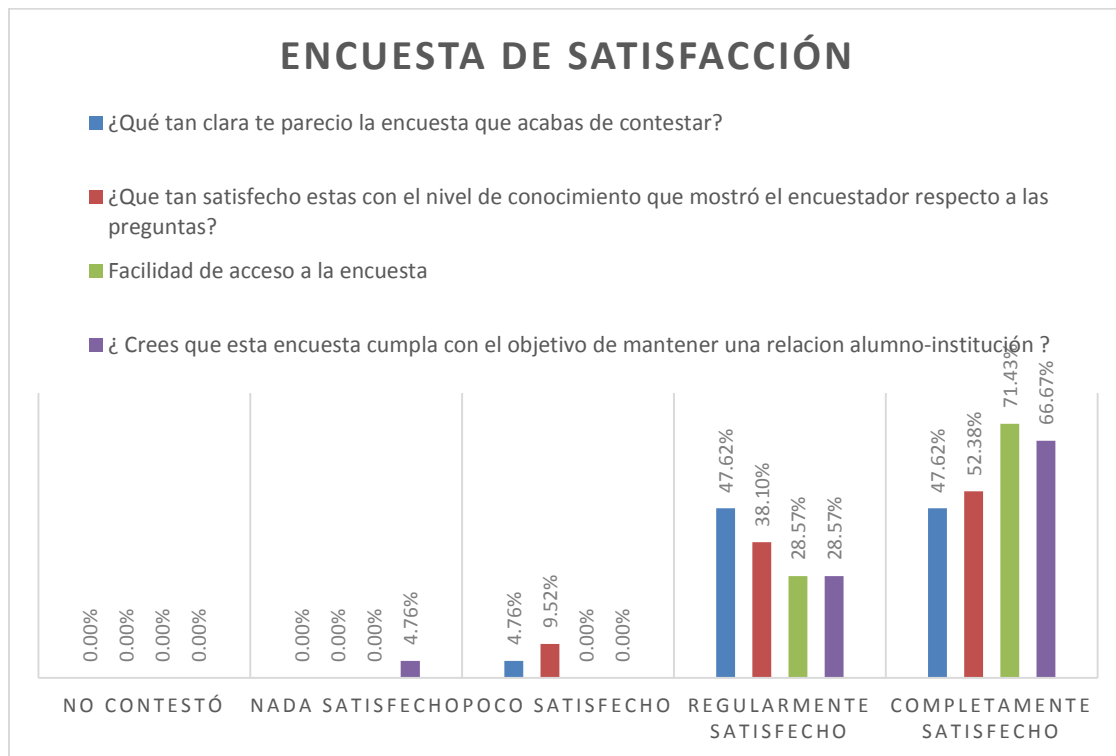 ENCUESTA DE SATISFACCIÓN
¿Qué tan clara te parecio la encuesta que acabas de contestar?
¿Que tan satisfecho estas con el nivel de conocimiento que mostró el encuestador respecto a las
preguntas?
Facilidad de acceso a la encuesta
¿ Crees que esta encuesta cumpla con el objetivo de mantener una relacion alumno-institución ?
0.00%
0.00%
0.00%
0.00%
0.00%
0.00%
0.00%
4.76%
4.76%
9.52%
0.00%
0.00%
47.62%
38.10%
28.57%
28.57%
47.62%
52.38%
71.43%
66.67%
NO CONTESTÓ
NADA SATISFECHO
POCO SATISFECHO
REGULARMENTE
SATISFECHO
COMPLETAMENTE
SATISFECHO